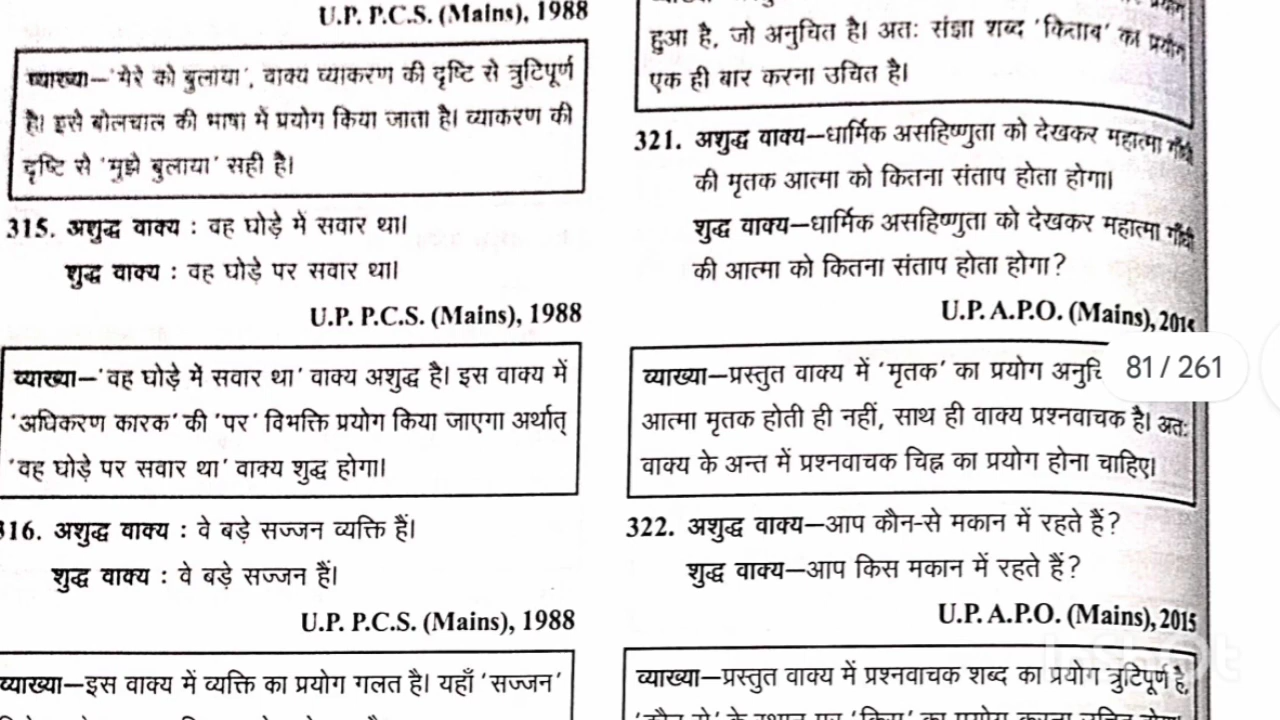 U.P. P.C.S. (Mains), 1988
व्याख्या–'मेरे को बुलाया', वाक्य व्याकरण की दृष्टि से त्रुटिपूर्ण
है। इसे बोलचाल की भाषा में प्रयोग किया जाता है। व्याकरण की
दृष्टि से 'मुझे बुलाया' सही है।
315. अशुद्ध वाक्य : वह घोड़े में सवार था।
शुद्ध वाक्य : वह घोड़े पर सवार था।
U.P. P.C.S. (Mains), 1988
व्याख्या–'वह घोड़े में सवार था' वाक्य अशुद्ध है। इस वाक्य में
'अधिकरण कारक' की 'पर' विभक्ति प्रयोग किया जाएगा अर्थात्
'वह घोड़े पर सवार था' वाक्य शुद्ध होगा।
316. अशुद्ध वाक्य : वे बड़े सज्जन व्यक्ति हैं।
शुद्ध वाक्य : वे बड़े सज्जन हैं।
U.P. P.C.S. (Mains), 1988
व्याख्या–इस वाक्य में व्यक्ति का प्रयोग गलत है। यहाँ 'सज्जन'
हुआ है, जो अनुचित है। अतः संज्ञा शब्द 'किताब' का प्रयोग
एक ही बार करना उचित है।
321. अशुद्ध वाक्य–धार्मिक असहिष्णुता को देखकर महात्मा गाँधी
की मृतक आत्मा को कितना संताप होता होगा।
शुद्ध वाक्य–धार्मिक असहिष्णुता को देखकर महात्मा गाँधी
की आत्मा को कितना संताप होता होगा?
U.P. A.P.O. (Mains),
व्याख्या–प्रस्तुत वाक्य में 'मृतक' का प्रयोग
आत्मा मृतक होती ही नहीं, साथ ही वाक्य प्रश्नवाचक है। अतः
वाक्य के अन्त में प्रश्नवाचक चिह्न का प्रयोग होना चाहिए।
81 / 261
322. अशुद्ध वाक्य–आप कौन-से मकान में रहते हैं?
शुद्ध वाक्य–आप किस मकान में रहते हैं?
U.P. A.P.O. (Mains), 2015
व्याख्या–प्रस्तुत वाक्य में प्रश्नवाचक शब्द का प्रयोग त्रुटिपूर्ण है,